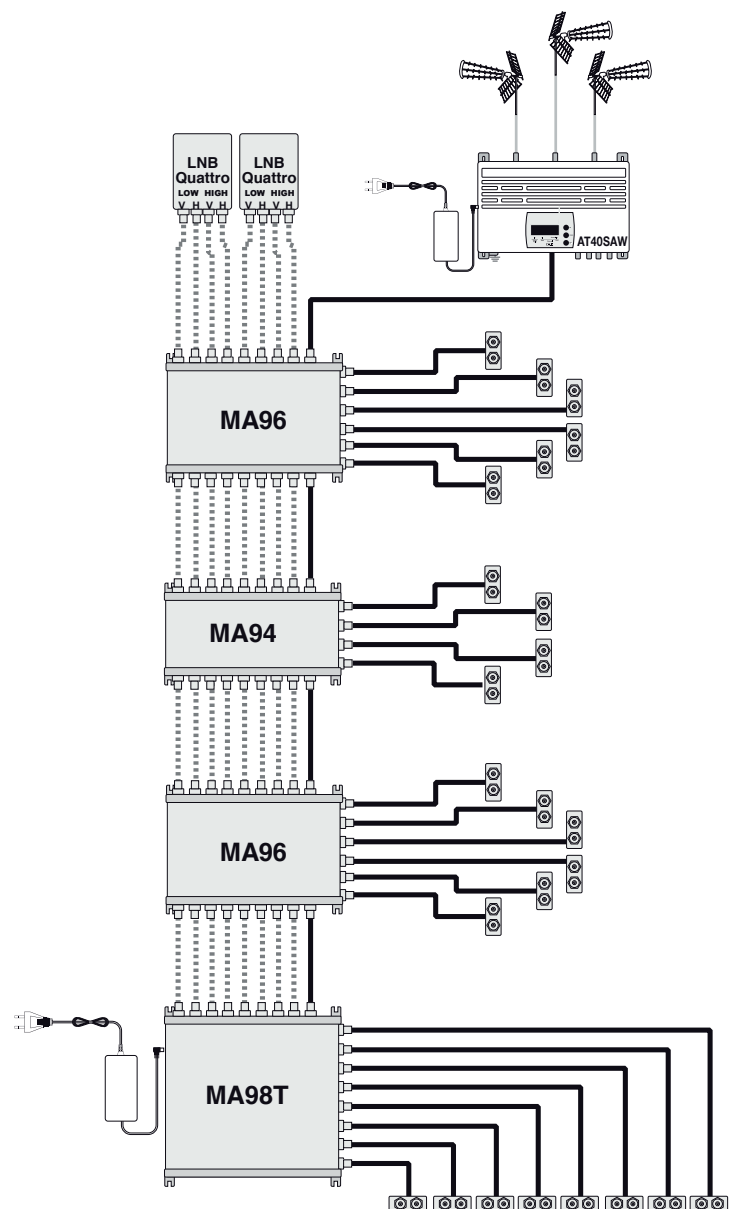 LNB
Quattro
LOW HIGH
V H V H
LNB
Quattro
LOW HIGH
V H V H
AT40SAW
MA96
MA94
MA96
MA98T